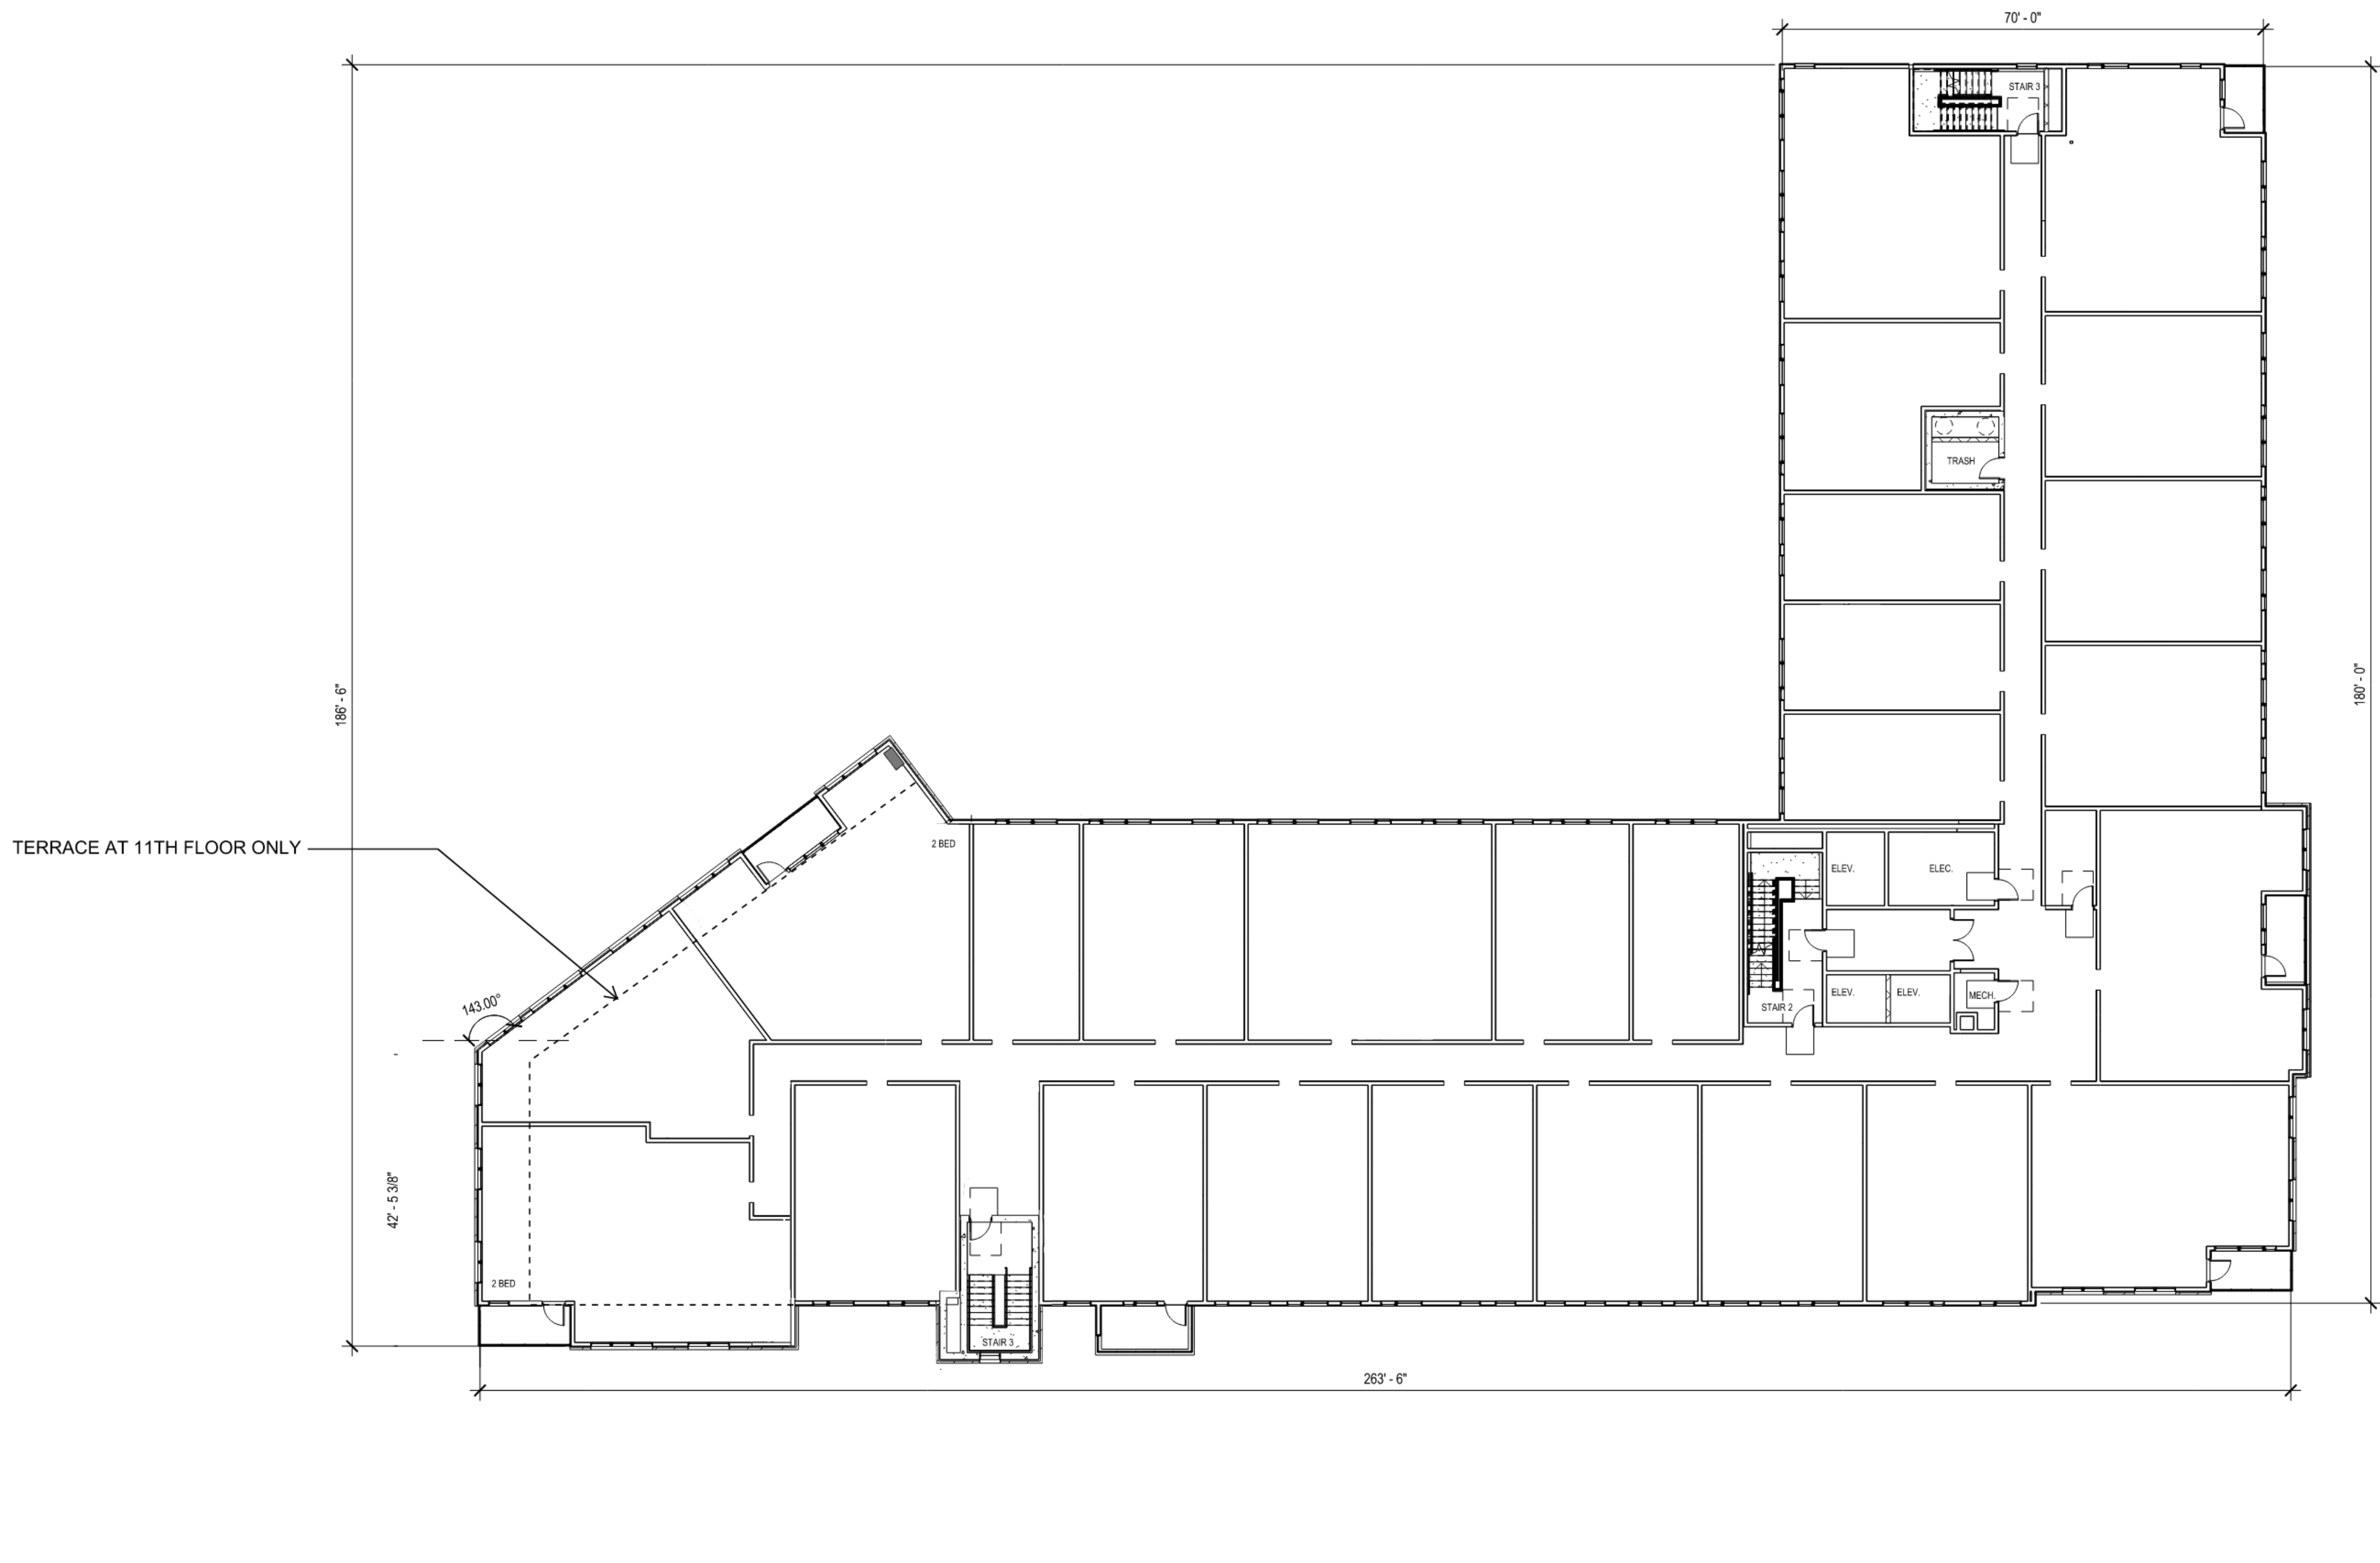 70' - 0"
STAIR 3
TRASH
186' - 6"
180' - 0"
TERRACE AT 11TH FLOOR ONLY
2 BED
ELEV.
ELEC.
143.00°
ELEV.
ELEV.
MECH.
STAIR 2
42' - 5 3/8"
2 BED
STAIR 3
263' - 6"